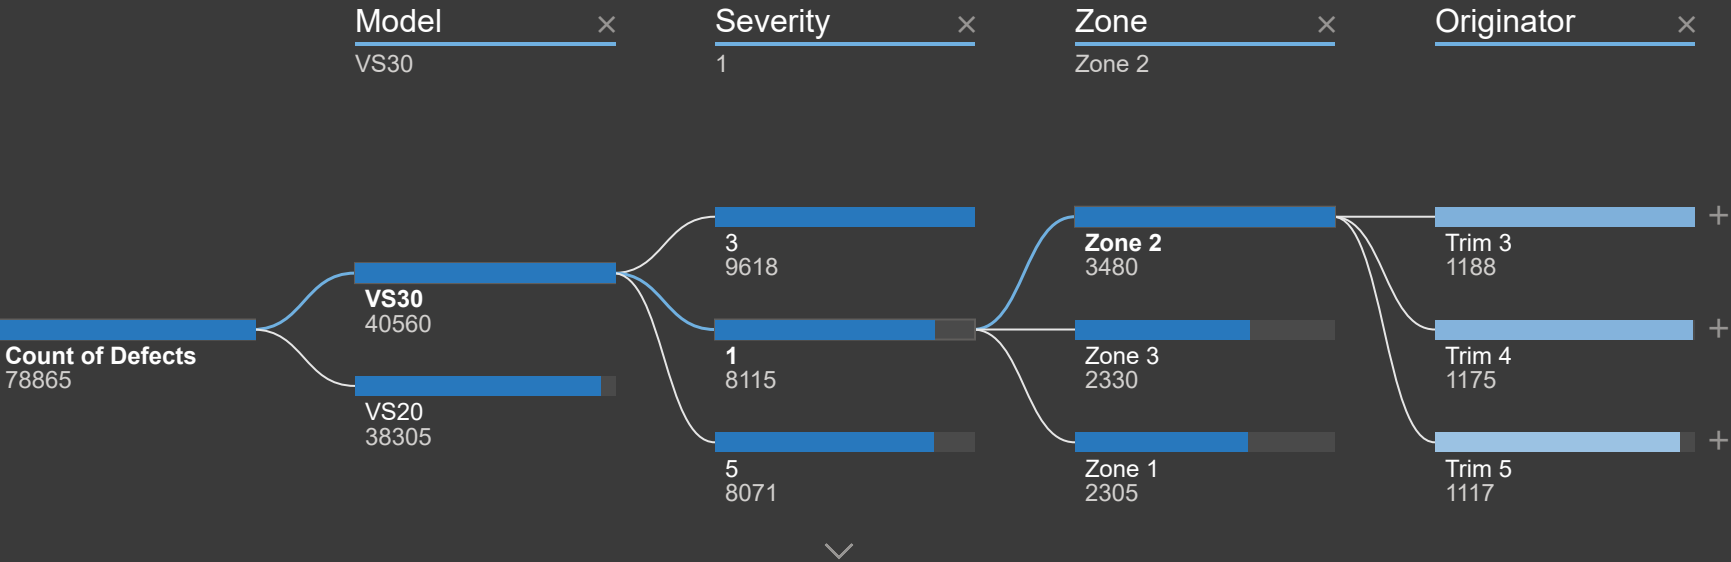 Model
VS30
Severity
1
Zone
Zone 2
Originator
Count of Defects
78865
VS30
40560
VS20
38305
3
9618
1
8115
5
8071
Zone 2
3480
Zone 3
2330
Zone 1
2305
Trim 3
1188
Trim 4
1175
Trim 5
1117